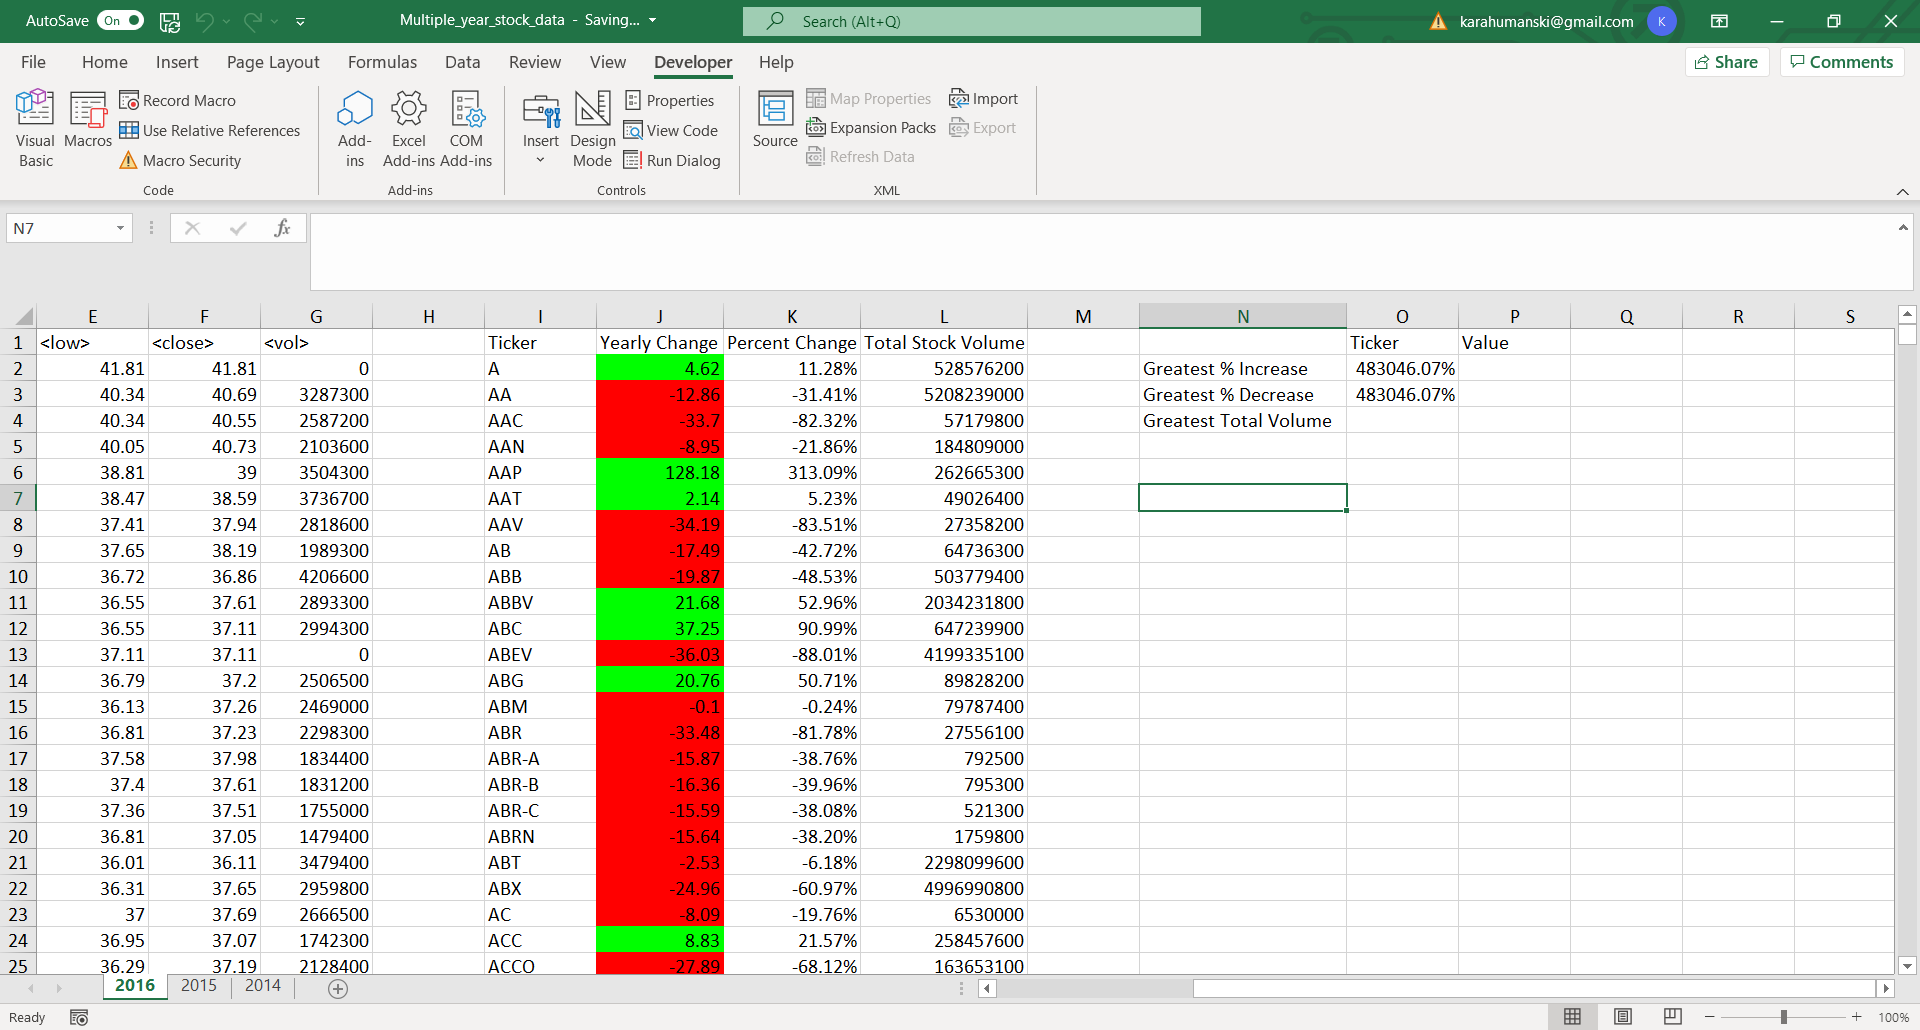 AutoSave On Multiple_year_stock_data - Saving... Search (Alt+Q) karahumanski@gmail.com K
File Home Insert Page Layout Formulas Data Review View Developer Help Share Comments
Visual Basic Macros Record Macro Use Relative References Macro Security
Add-ins Excel Add-ins COM Add-ins
Insert Design Mode Properties View Code Run Dialog
Source Map Properties Expansion Packs Refresh Data Import Export
Code Add-ins Controls XML
N7 fx
E F G H I J K L M N O P Q R S
1 <low> <close> <vol> Ticker Yearly Change Percent Change Total Stock Volume Ticker Value
2 41.81 41.81 0 A 4.62 11.28% 528576200 Greatest % Increase 483046.07%
3 40.34 40.69 3287300 AA -12.86 -31.41% 5208239000 Greatest % Decrease 483046.07%
4 40.34 40.55 2587200 AAC -33.7 -82.32% 57179800 Greatest Total Volume
5 40.05 40.73 2103600 AAN -8.95 -21.86% 184809000
6 38.81 39 3504300 AAP 128.18 313.09% 262665300
7 38.47 38.59 3736700 AAT 2.14 5.23% 49026400
8 37.41 37.94 2818600 AAV -34.19 -83.51% 27358200
9 37.65 38.19 1989300 AB -17.49 -42.72% 64736300
10 36.72 36.86 4206600 ABB -19.87 -48.53% 503779400
11 36.55 37.61 2893300 ABBV 21.68 52.96% 2034231800
12 36.55 37.11 2994300 ABC 37.25 90.99% 647239900
13 37.11 37.11 0 ABEV -36.03 -88.01% 4199335100
14 36.79 37.2 2506500 ABG 20.76 50.71% 89828200
15 36.13 37.26 2469000 ABM -0.1 -0.24% 79787400
16 36.81 37.23 2298300 ABR -33.48 -81.78% 27556100
17 37.58 37.98 1834400 ABR-A -15.87 -38.76% 792500
18 37.4 37.61 1831200 ABR-B -16.36 -39.96% 795300
19 37.36 37.51 1755000 ABR-C -15.59 -38.08% 521300
20 36.81 37.05 1479400 ABRN -15.64 -38.20% 1759800
21 36.01 36.11 3479400 ABT -2.53 -6.18% 2298099600
22 36.31 37.65 2959800 ABX -24.96 -60.97% 4996990800
23 37 37.69 2666500 AC -8.09 -19.76% 6530000
24 36.95 37.07 1742300 ACC 8.83 21.57% 258457600
25 36.29 37.19 2128400 ACCO -27.89 -68.12% 163653100
2016 2015 2014
Ready 100%